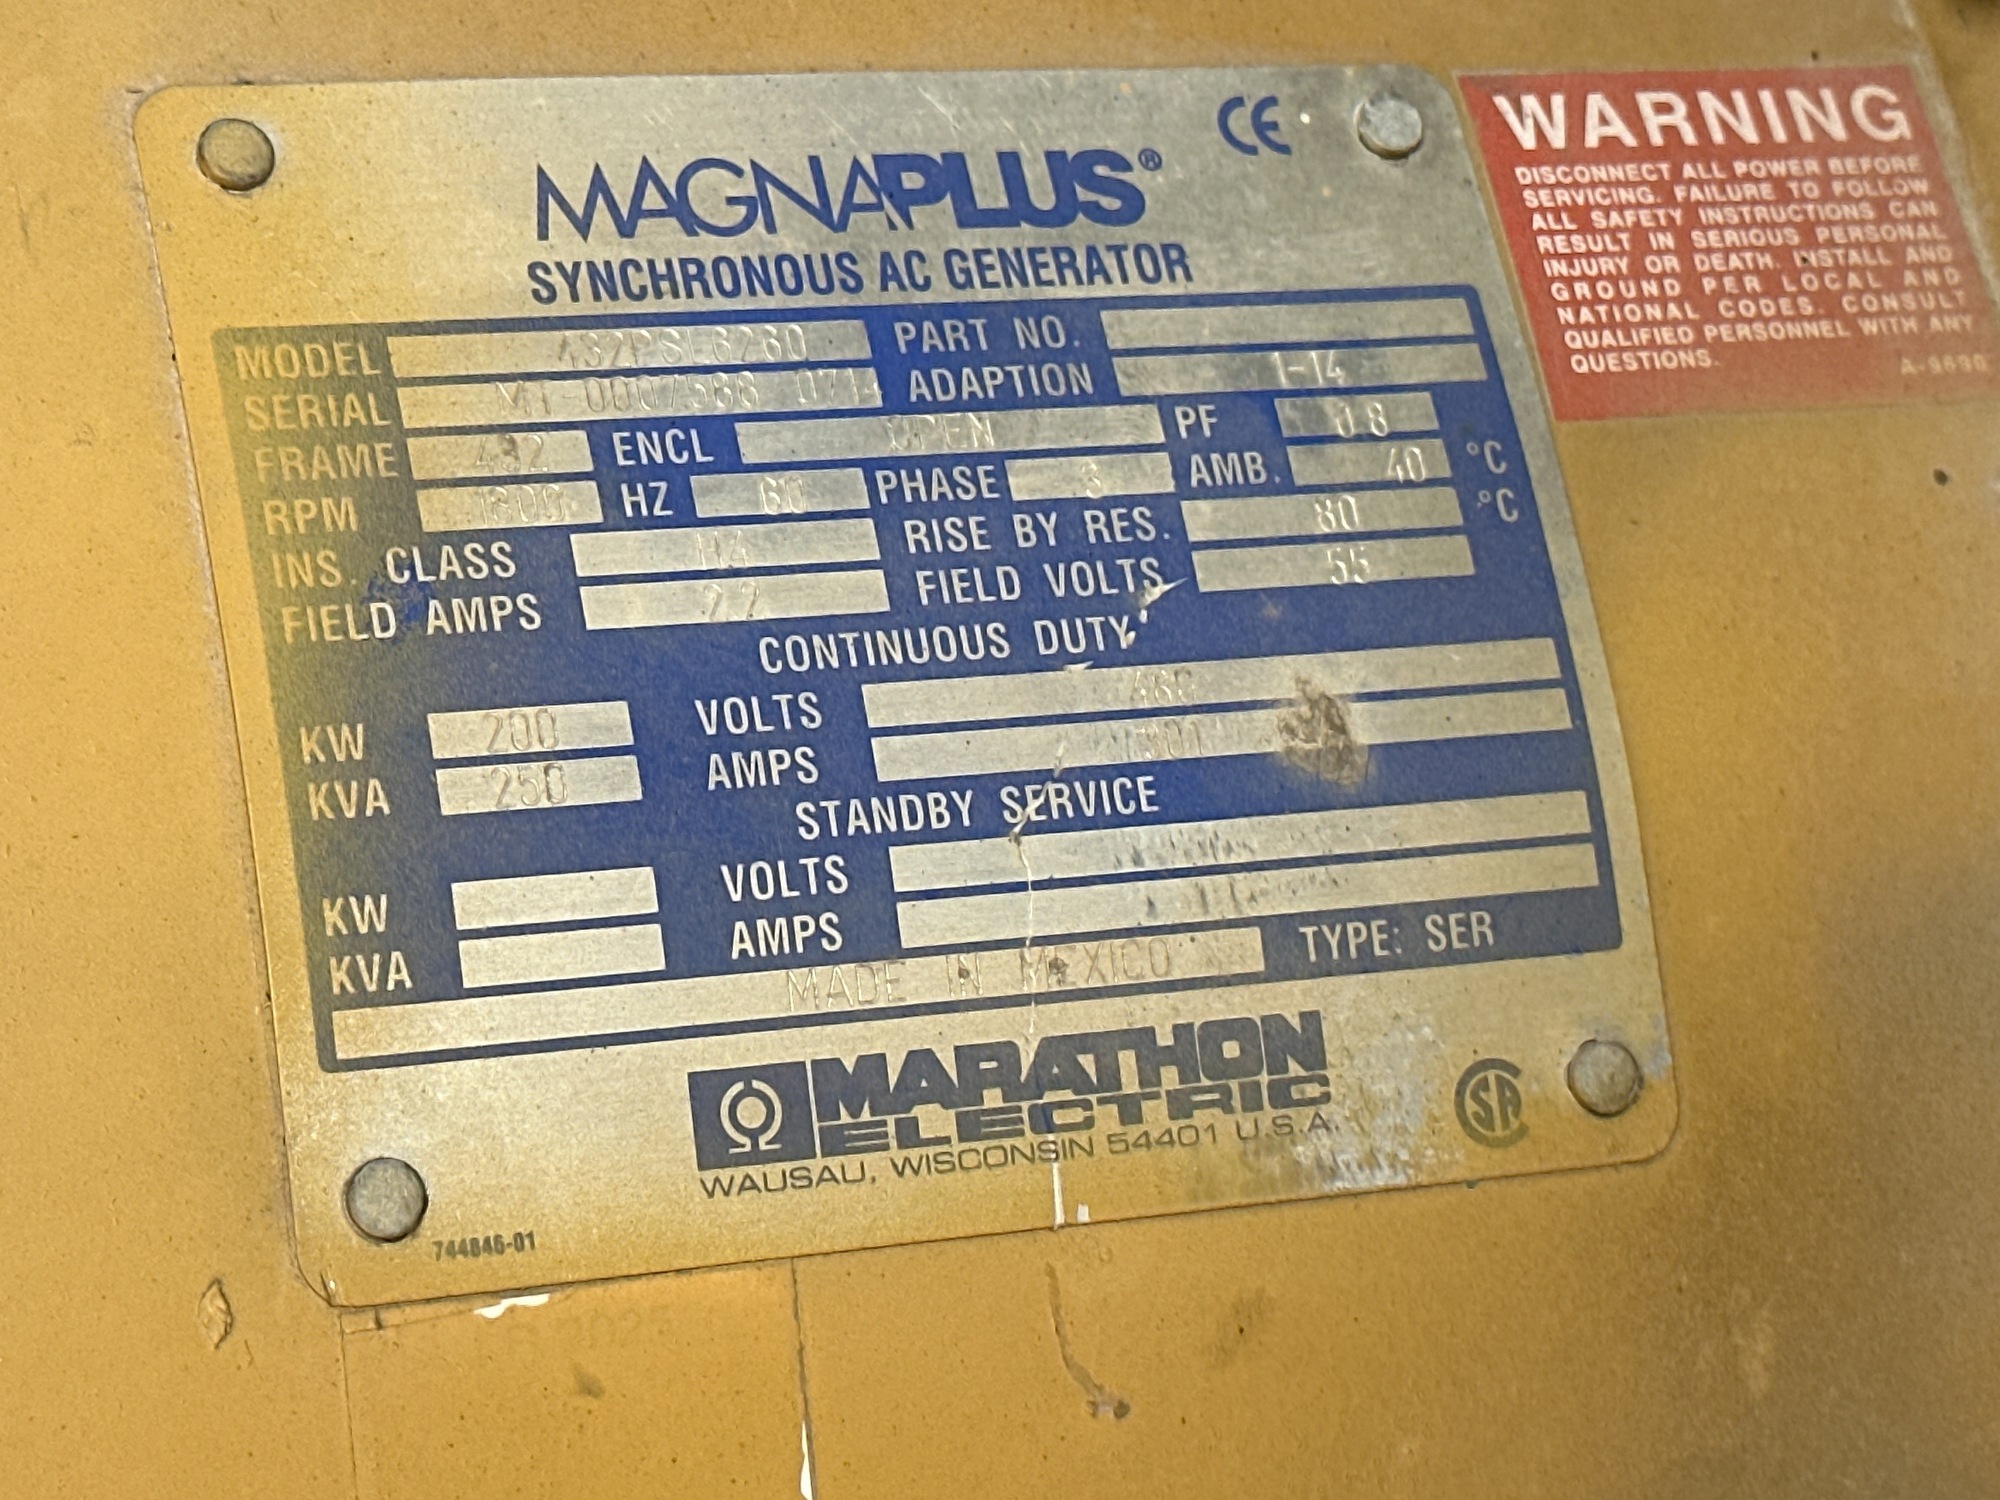 CE
MAGNAPLUS®
SYNCHRONOUS AC GENERATOR
MODEL 432PSL6260 PART NO.
SERIAL ADAPTION 1-14
FRAME 432 ENCL OPEN PF 0.8
RPM 1800 HZ 60 PHASE 3 AMB. 40 °C
INS. CLASS H4 RISE BY RES. 80 °C
FIELD AMPS 2.2 FIELD VOLTS 55
CONTINUOUS DUTY
KW 200 VOLTS 480
KVA 250 AMPS 301
STANDBY SERVICE
KW VOLTS
KVA AMPS
MADE IN MEXICO TYPE: SER
MARATHON
ELECTRIC
WAUSAU, WISCONSIN 54401 U.S.A.
744846-01
WARNING
DISCONNECT ALL POWER BEFORE
SERVICING. FAILURE TO FOLLOW
ALL SAFETY INSTRUCTIONS CAN
RESULT IN SERIOUS PERSONAL
INJURY OR DEATH. INSTALL AND
GROUND PER LOCAL AND
NATIONAL CODES. CONSULT
QUALIFIED PERSONNEL WITH ANY
QUESTIONS.